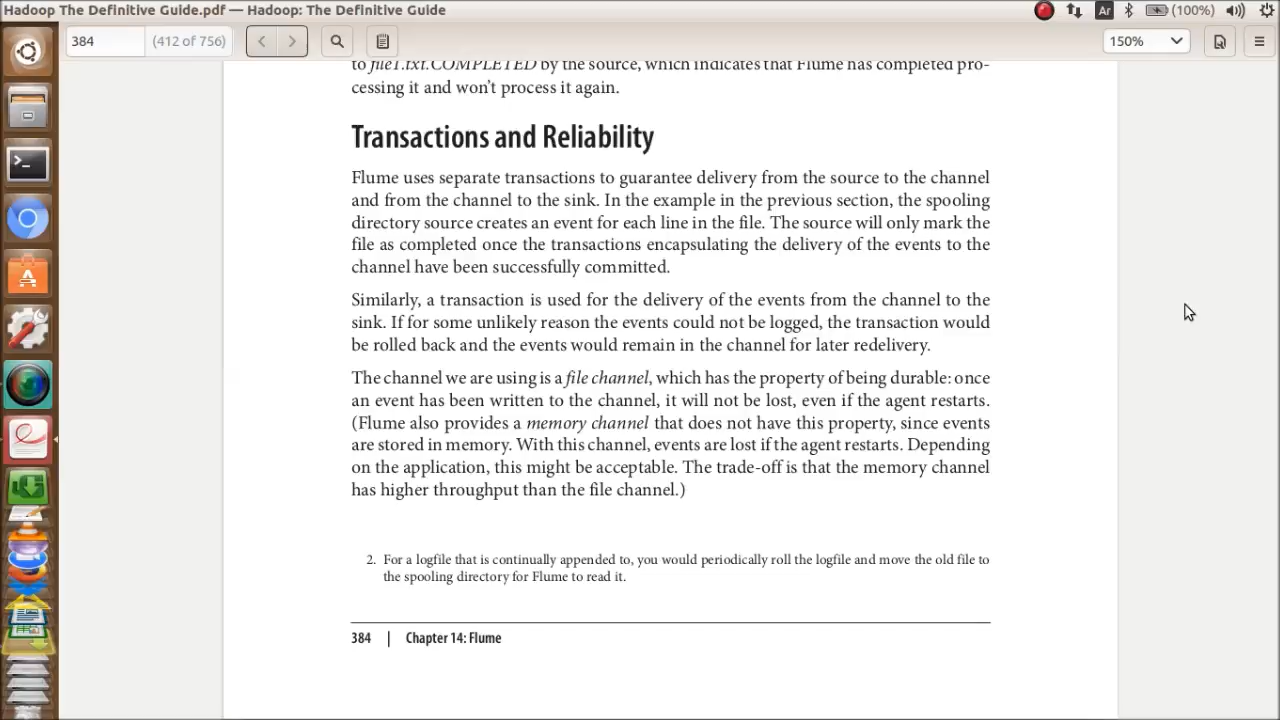 Hadoop The Definitive Guide.pdf — Hadoop: The Definitive Guide
Ar
(100%)
384
(412 of 756)
150%
to file1.txt.COMPLETED by the source, which indicates that Flume has completed pro-
cessing it and won’t process it again.
Transactions and Reliability
Flume uses separate transactions to guarantee delivery from the source to the channel
and from the channel to the sink. In the example in the previous section, the spooling
directory source creates an event for each line in the file. The source will only mark the
file as completed once the transactions encapsulating the delivery of the events to the
channel have been successfully committed.
Similarly, a transaction is used for the delivery of the events from the channel to the
sink. If for some unlikely reason the events could not be logged, the transaction would
be rolled back and the events would remain in the channel for later redelivery.
The channel we are using is a file channel, which has the property of being durable: once
an event has been written to the channel, it will not be lost, even if the agent restarts.
(Flume also provides a memory channel that does not have this property, since events
are stored in memory. With this channel, events are lost if the agent restarts. Depending
on the application, this might be acceptable. The trade-off is that the memory channel
has higher throughput than the file channel.)
2. For a logfile that is continually appended to, you would periodically roll the logfile and move the old file to
the spooling directory for Flume to read it.
384 | Chapter 14: Flume